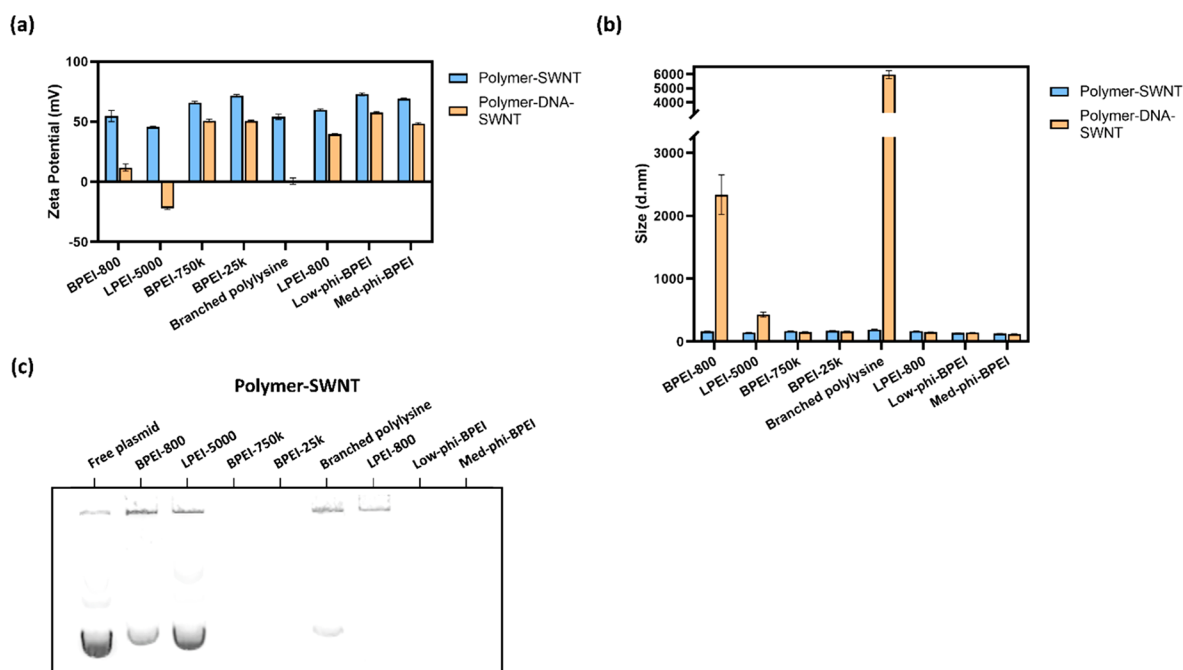 (a)
100
50
0
-50
Zeta Potential (mV)
BPEI-800
LPEI-5000
BPEI-750k
BPEI-25k
Branched polylysine
LPEI-800
Low-phi-BPEI
Med-phi-BPEI
Polymer-SWNT
Polymer-DNA-
SWNT
(b)
6000
5000
4000
3000
2000
1000
0
Size (d.nm)
BPEI-800
LPEI-5000
BPEI-750k
BPEI-25k
Branched polylysine
LPEI-800
Low-phi-BPEI
Med-phi-BPEI
Polymer-SWNT
Polymer-DNA-
SWNT
(c)
Polymer-SWNT
Free plasmid
BPEI-800
LPEI-5000
BPEI-750k
BPEI-25k
Branched polylysine
LPEI-800
Low-phi-BPEI
Med-phi-BPEI